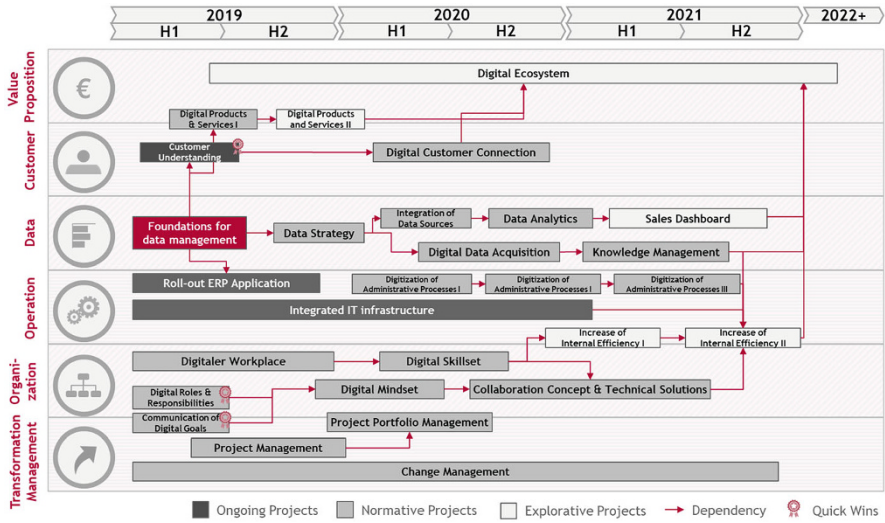 2019
2020
2021
2022+
H1
H2
H1
H2
H1
H2
Value
Proposition
Digital Ecosystem
Digital Products
& Services I
Digital Products
and Services II
Customer
Customer
Understanding
Digital Customer Connection
Data
Foundations for
data management
Data Strategy
Integration of
Data Sources
Data Analytics
Sales Dashboard
Digital Data Acquisition
Knowledge Management
Operation
Roll-out ERP Application
Digitization of
Administrative Processes I
Digitization of
Administrative Processes I
Digitization of
Administrative Processes III
Integrated IT infrastructure
Increase of
Internal Efficiency I
Increase of
Internal Efficiency II
Organi-
zation
Digitaler Workplace
Digital Skillset
Digital Roles &
Responsibilities
Digital Mindset
Collaboration Concept & Technical Solutions
Communication of
Digital Goals
Transformation
Management
Project Portfolio Management
Project Management
Change Management
Ongoing Projects
Normative Projects
Explorative Projects
Dependency
Quick Wins